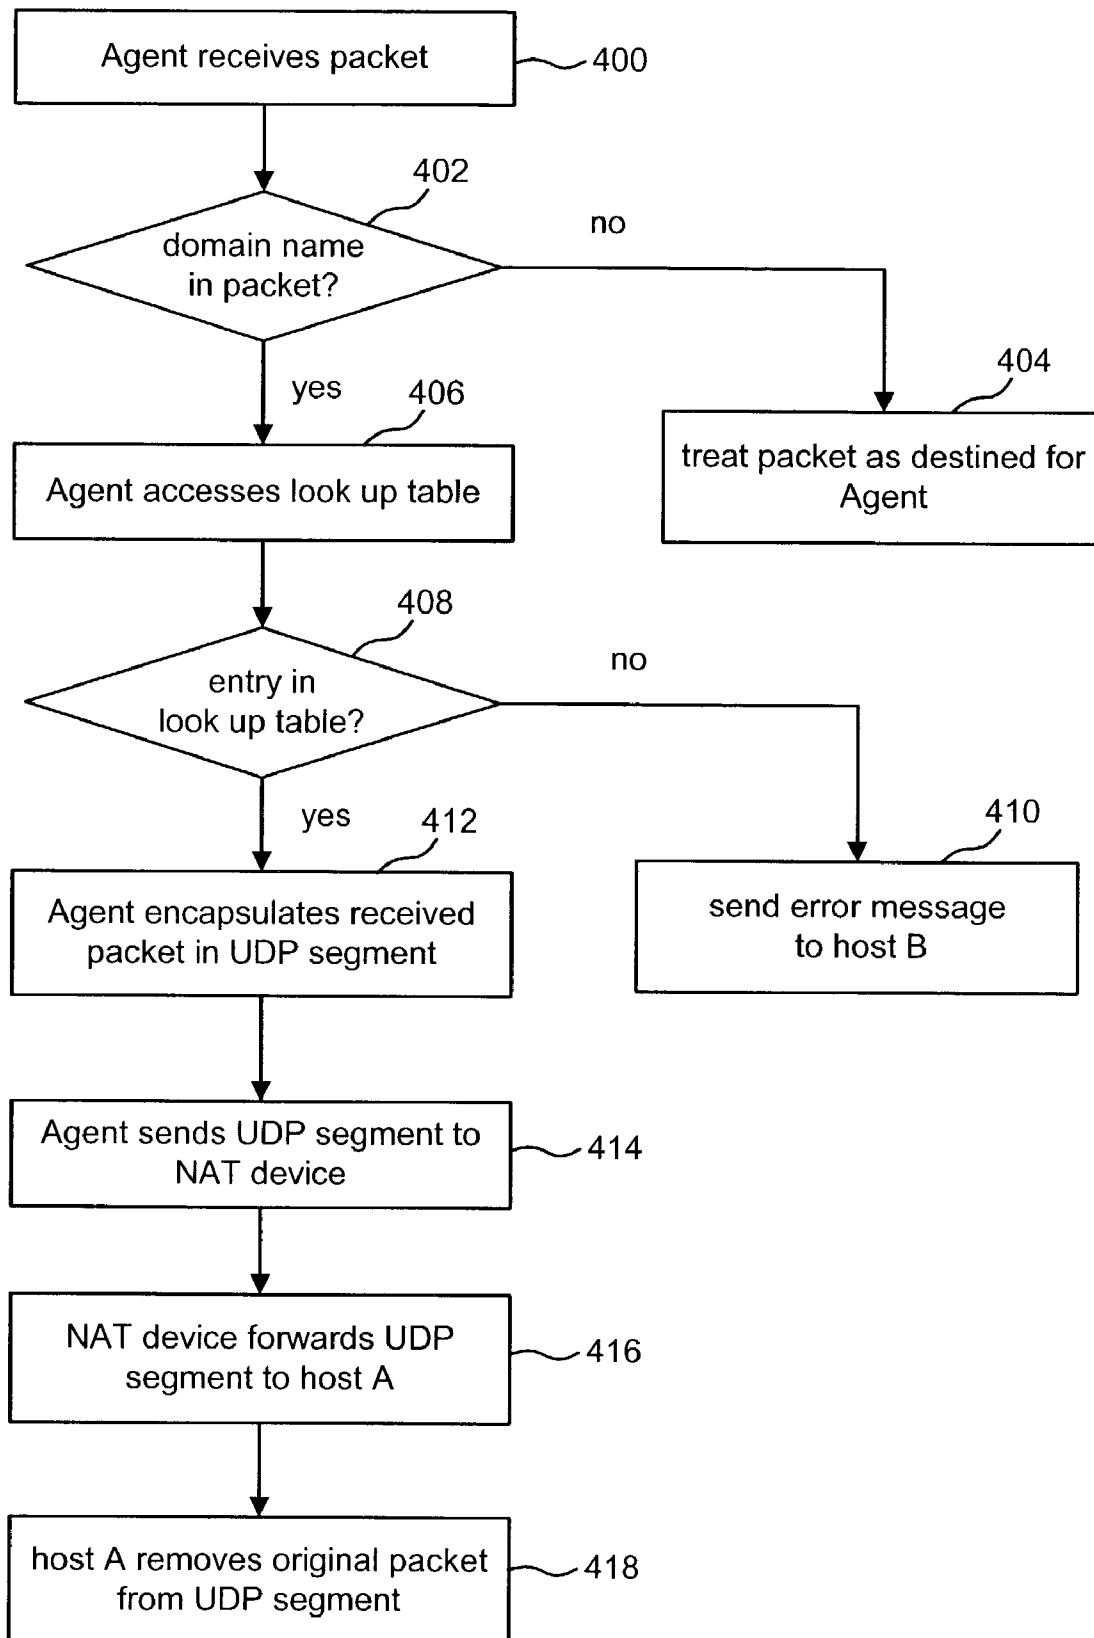 Agent receives packet
400
402
domain name
in packet?
no
yes
404
treat packet as destined for
Agent
406
Agent accesses look up table
408
entry in
look up table?
no
yes
410
send error message
to host B
412
Agent encapsulates received
packet in UDP segment
Agent sends UDP segment to
NAT device
414
NAT device forwards UDP
segment to host A
416
host A removes original packet
from UDP segment
418